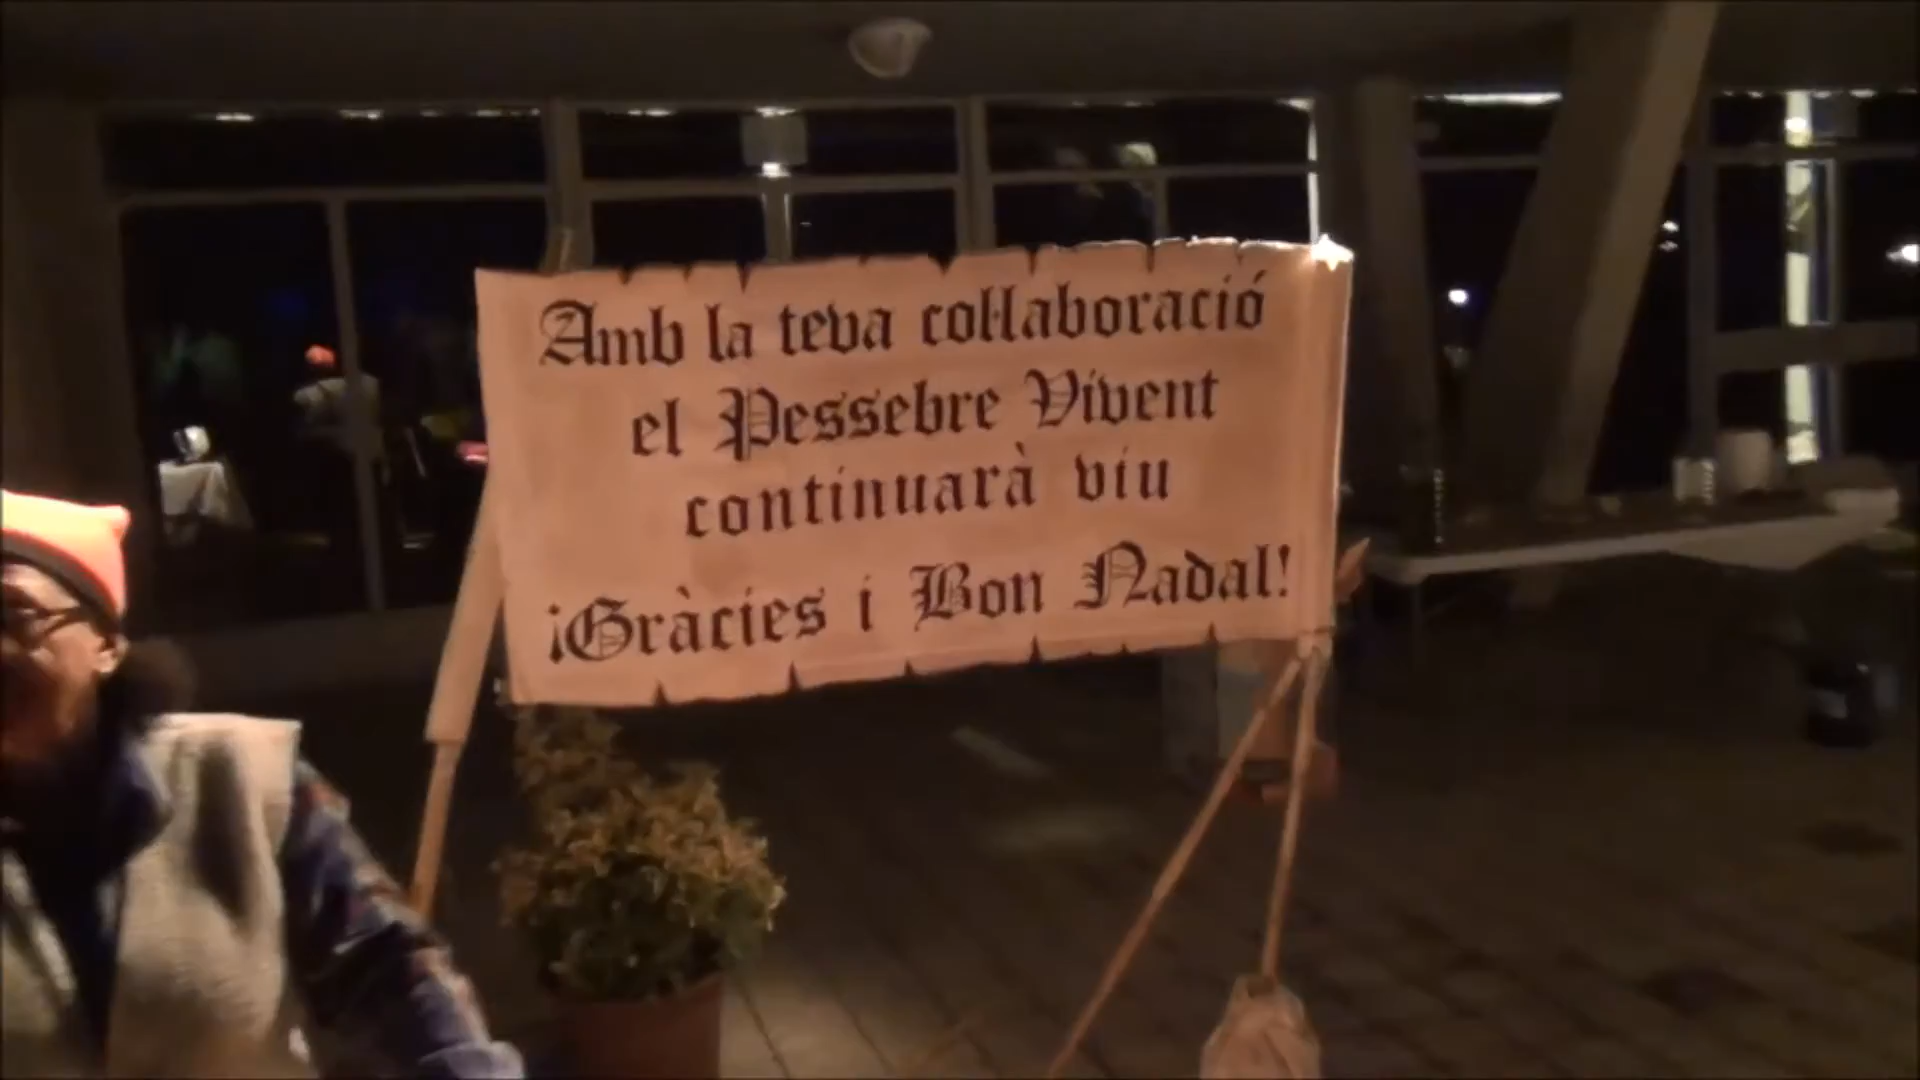 Amb la teva col·laboració
el Pessebre Vivent
continuarà viu
¡Gràcies i Bon Nadal!